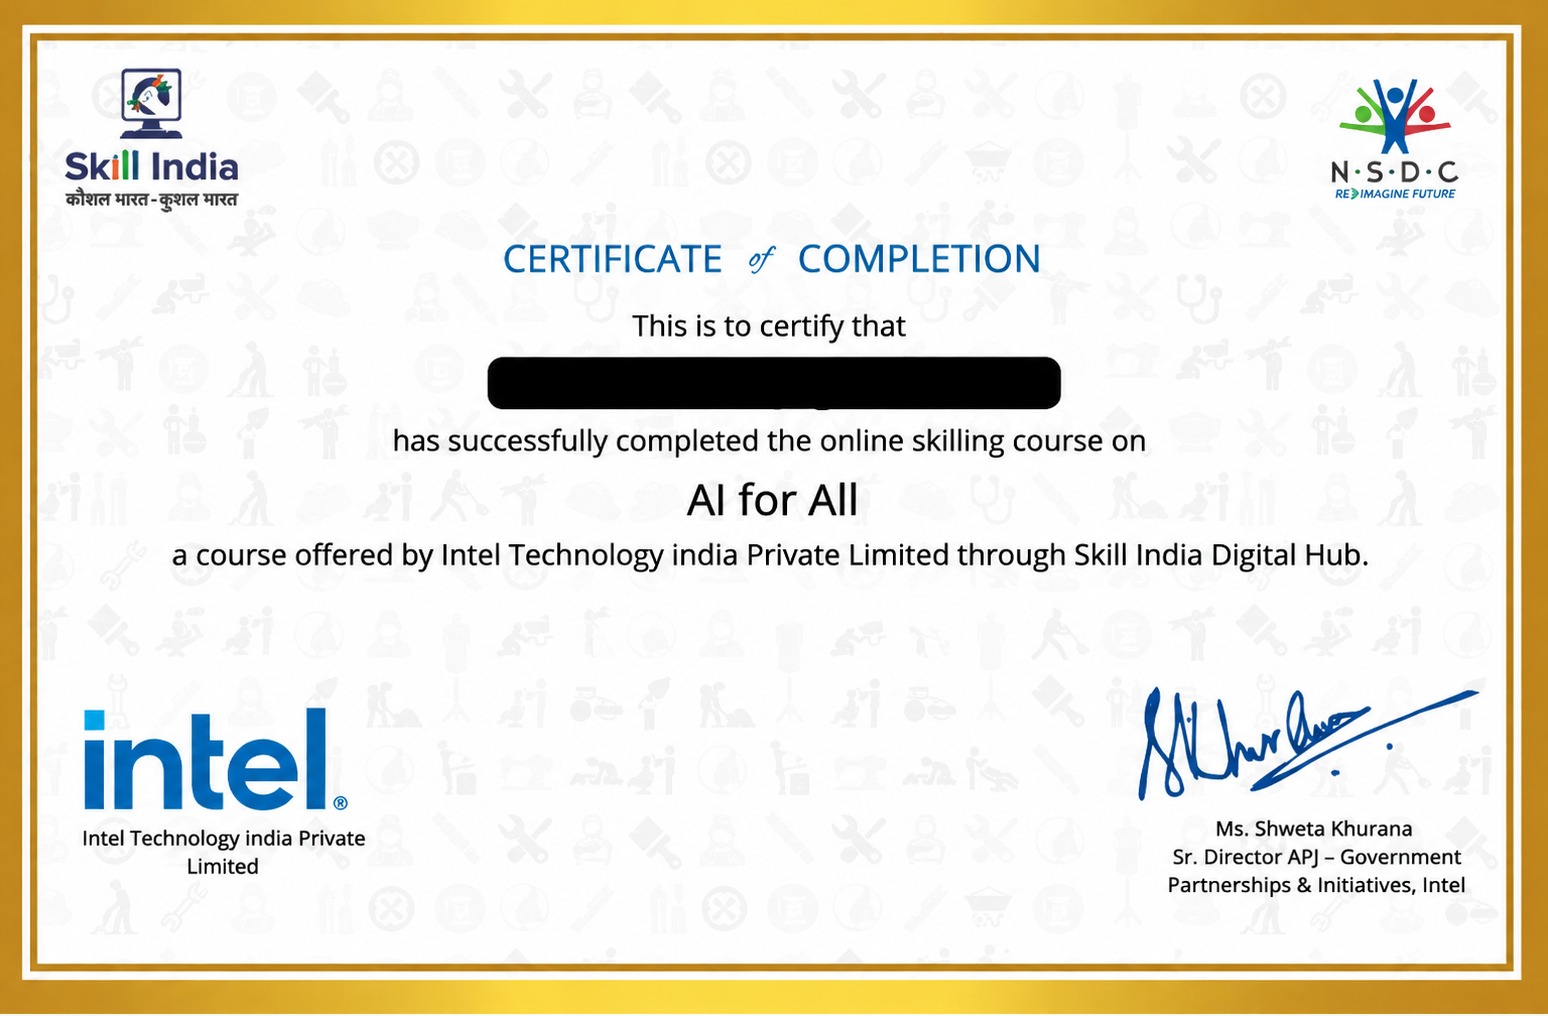 Skill India
कौशल भारत-कुशल भारत
N·S·D·C
RE IMAGINE FUTURE
CERTIFICATE of COMPLETION
This is to certify that
has successfully completed the online skilling course on
AI for All
a course offered by Intel Technology india Private Limited through Skill India Digital Hub.
intel®
Intel Technology india Private
Limited
Ms. Shweta Khurana
Sr. Director APJ – Government
Partnerships & Initiatives, Intel